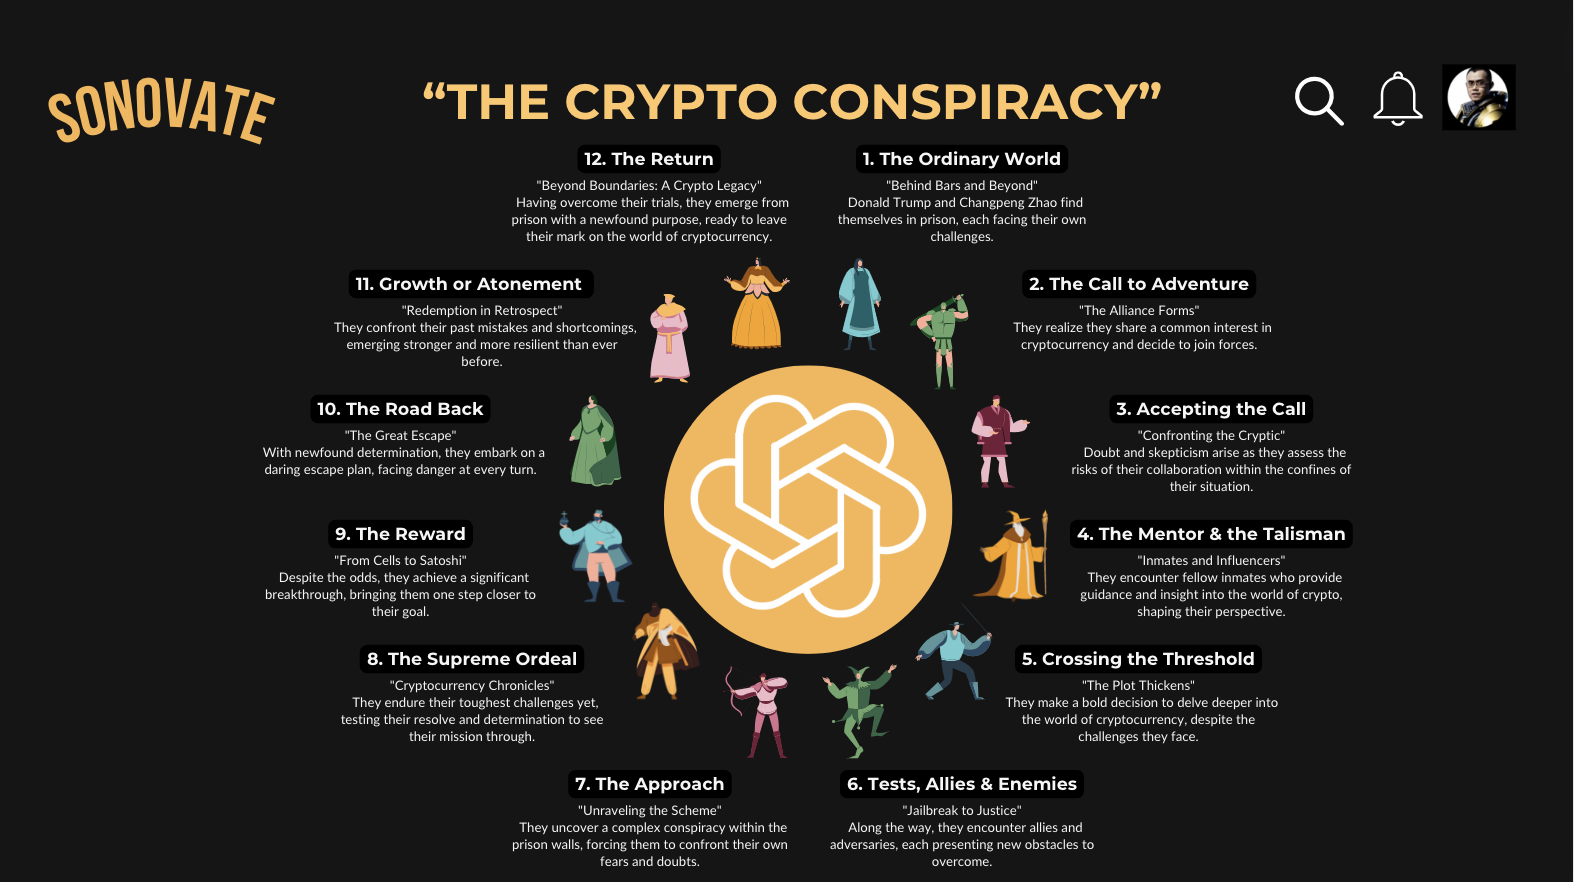 SONOVATE
“THE CRYPTO CONSPIRACY”
12. The Return
"Beyond Boundaries: A Crypto Legacy"
Having overcome their trials, they emerge from
prison with a newfound purpose, ready to leave
their mark on the world of cryptocurrency.
1. The Ordinary World
"Behind Bars and Beyond"
Donald Trump and Changpeng Zhao find
themselves in prison, each facing their own
challenges.
11. Growth or Atonement
"Redemption in Retrospect"
They confront their past mistakes and shortcomings,
emerging stronger and more resilient than ever
before.
2. The Call to Adventure
"The Alliance Forms"
They realize they share a common interest in
cryptocurrency and decide to join forces.
10. The Road Back
"The Great Escape"
With newfound determination, they embark on a
daring escape plan, facing danger at every turn.
3. Accepting the Call
"Confronting the Cryptic"
Doubt and skepticism arise as they assess the
risks of their collaboration within the confines of
their situation.
9. The Reward
"From Cells to Satoshi"
Despite the odds, they achieve a significant
breakthrough, bringing them one step closer to
their goal.
4. The Mentor & the Talisman
"Inmates and Influencers"
They encounter fellow inmates who provide
guidance and insight into the world of crypto,
shaping their perspective.
8. The Supreme Ordeal
"Cryptocurrency Chronicles"
They endure their toughest challenges yet,
testing their resolve and determination to see
their mission through.
5. Crossing the Threshold
"The Plot Thickens"
They make a bold decision to delve deeper into
the world of cryptocurrency, despite the
challenges they face.
7. The Approach
"Unraveling the Scheme"
They uncover a complex conspiracy within the
prison walls, forcing them to confront their own
fears and doubts.
6. Tests, Allies & Enemies
"Jailbreak to Justice"
Along the way, they encounter allies and
adversaries, each presenting new obstacles to
overcome.